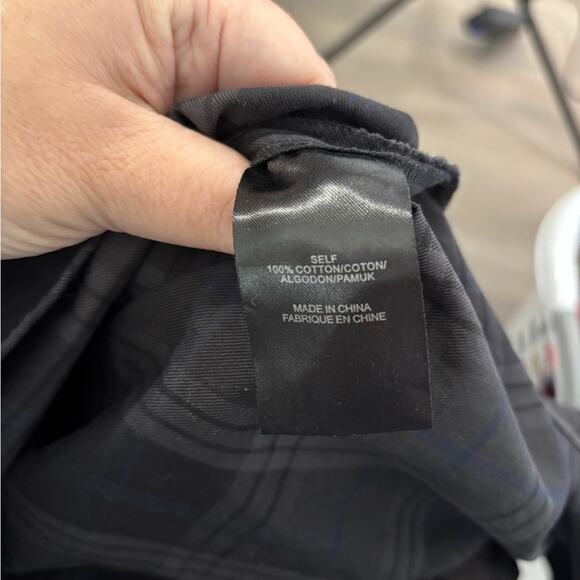 SELF
100% COTTON/COTON/
ALGODON/PAMUK
MADE IN CHINA
FABRIQUE EN CHINE